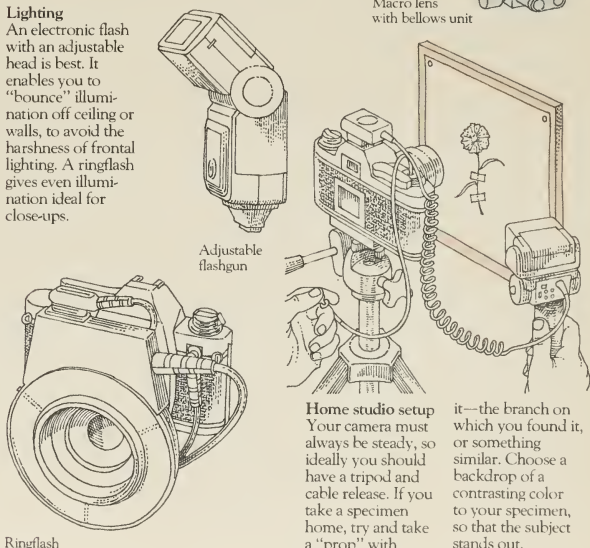 Macro lens
with bellows unit
Lighting
An electronic flash
with an adjustable
head is best. It
enables you to
"bounce" illumi-
nation off ceiling or
walls, to avoid the
harshness of frontal
lighting. A ringflash
gives even illumi-
nation ideal for
close-ups.
Adjustable
flashgun
Ringflash
Home studio setup
Your camera must
always be steady, so
ideally you should
have a tripod and
cable release. If you
take a specimen
home, try and take
a "prop" with
it—the branch on
which you found it,
or something
similar. Choose a
backdrop of a
contrasting color
to your specimen,
so that the subject
stands out.